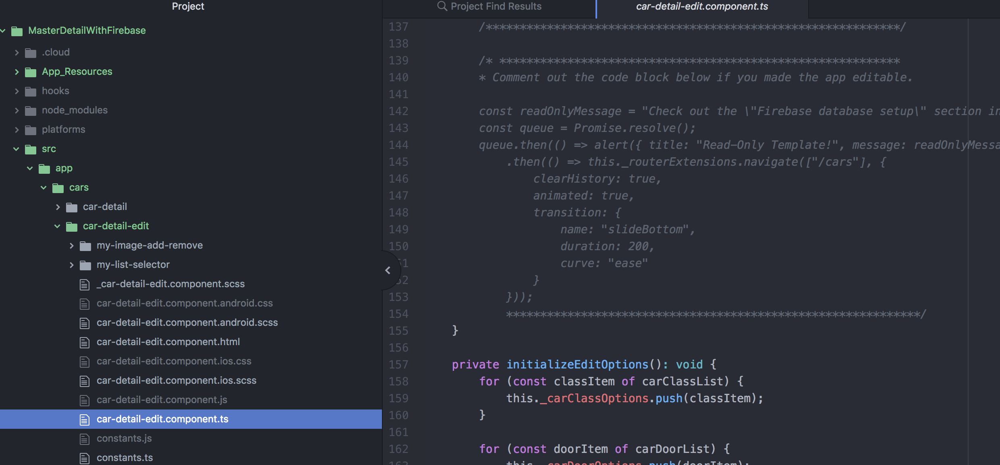 Project
MasterDetailWithFirebase
.cloud
App_Resources
hooks
node_modules
platforms
src
app
cars
car-detail
car-detail-edit
my-image-add-remove
my-list-selector
_car-detail-edit.component.scss
car-detail-edit.component.android.css
car-detail-edit.component.android.scss
car-detail-edit.component.html
car-detail-edit.component.ios.css
car-detail-edit.component.ios.scss
car-detail-edit.component.js
car-detail-edit.component.ts
constants.js
constants.ts
Project Find Results
car-detail-edit.component.ts
137 /*************************************************************/
138
139 /* ***********************************************************
140 * Comment out the code block below if you made the app editable.
141
142 const readOnlyMessage = "Check out the \"Firebase database setup\" section in
143 const queue = Promise.resolve();
144 queue.then(() => alert({ title: "Read-Only Template!", message: readOnlyMessa
145 .then(() => this._routerExtensions.navigate(["/cars"], {
146 clearHistory: true,
147 animated: true,
148 transition: {
149 name: "slideBottom",
150 duration: 200,
1 curve: "ease"
52 }
153 }));
154 *************************************************************/
155 }
156
157 private initializeEditOptions(): void {
158 for (const classItem of carClassList) {
159 this._carClassOptions.push(classItem);
160 }
161
162 for (const doorItem of carDoorList) {
163 this._carDoorOptions.push(doorItem);